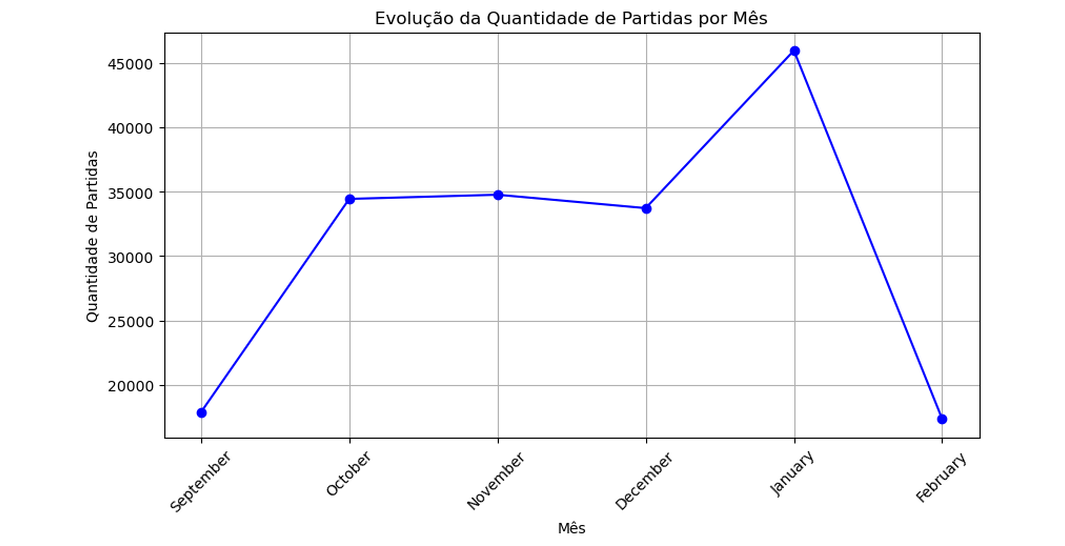 Evolução da Quantidade de Partidas por Mês
Quantidade de Partidas
45000
40000
35000
30000
25000
20000
September
October
November
December
January
February
Mês